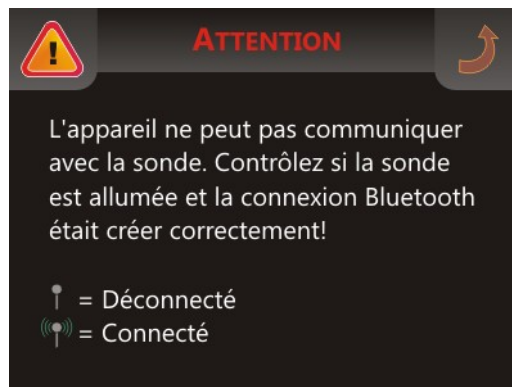 ATTENTION
L'appareil ne peut pas communiquer
avec la sonde. Contrôlez si la sonde
est allumée et la connexion Bluetooth
était créer correctement!
= Déconnecté
= Connecté